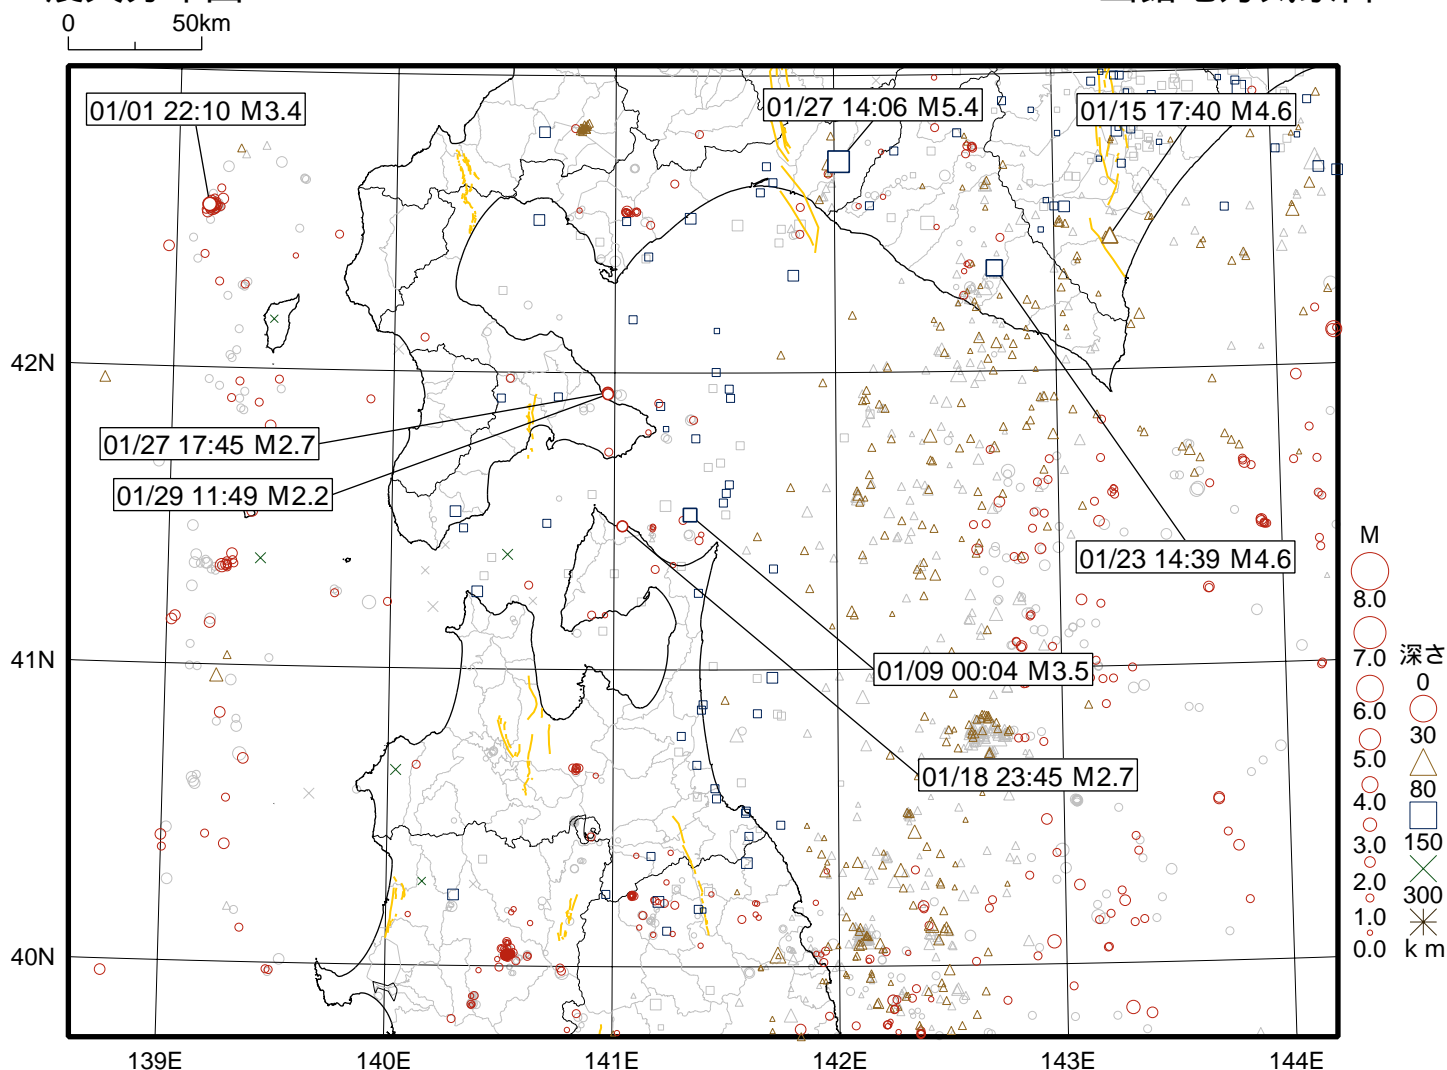 0 50km
01/01 22:10 M3.4
01/27 14:06 M5.4
01/15 17:40 M4.6
42N
01/27 17:45 M2.7
01/29 11:49 M2.2
01/23 14:39 M4.6
01/09 00:04 M3.5
01/18 23:45 M2.7
41N
40N
139E 140E 141E 142E 143E 144E
M
8.0
7.0
6.0
5.0
4.0
3.0
2.0
1.0
0.0
深さ
0
30
80
150
300
km